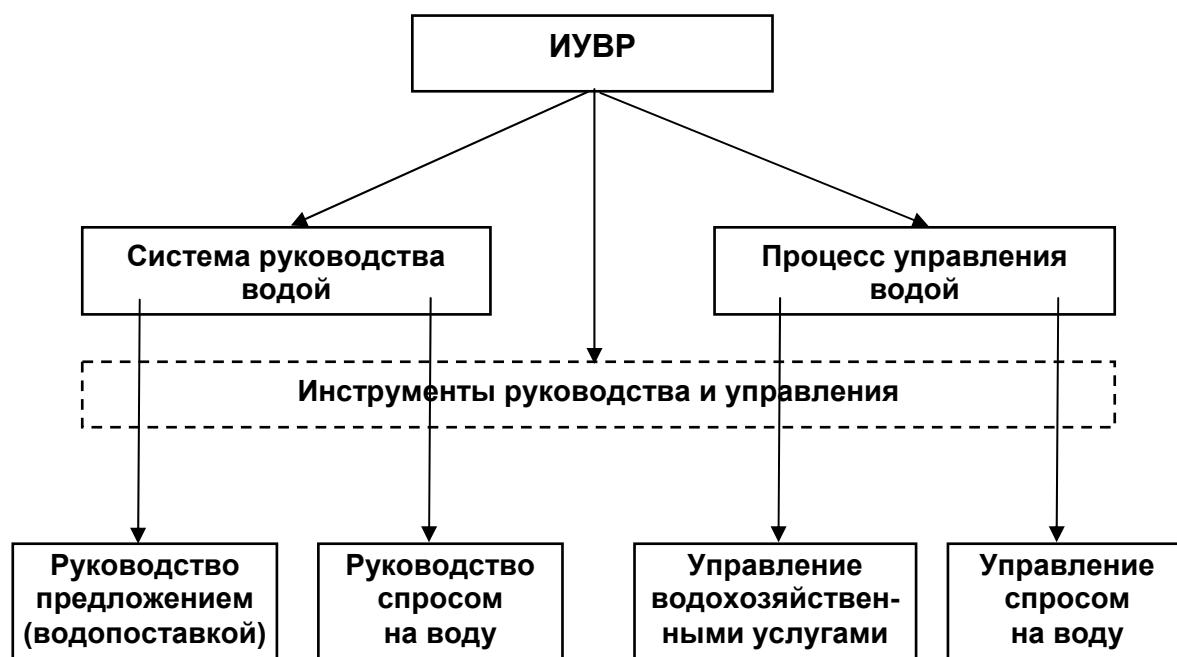 ИУВР
Система руководства
водой
Процесс управления
водой
Инструменты руководства и управления
Руководство
предложением
(водопоставкой)
Руководство
спросом
на воду
Управление
водохозяйствен-
ными услугами
Управление
спросом
на воду